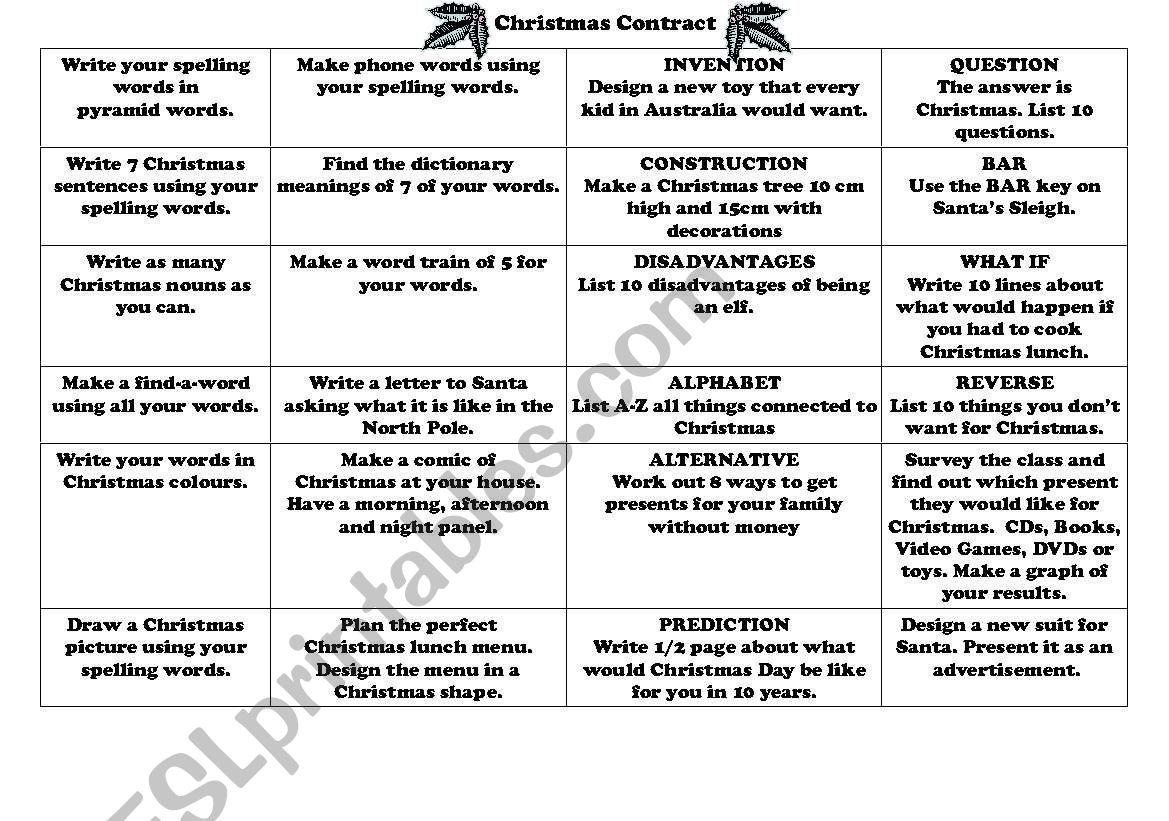 Christmas Contract
Write your spelling
words in
pyramid words.
Make phone words using
your spelling words.
INVENTION
Design a new toy that every
kid in Australia would want.
QUESTION
The answer is
Christmas. List 10
questions.
Write 7 Christmas
sentences using your
spelling words.
Find the dictionary
meanings of 7 of your words.
CONSTRUCTION
Make a Christmas tree 10 cm
high and 15cm with
decorations
BAR
Use the BAR key on
Santa's Sleigh.
Write as many
Christmas nouns as
you can.
Make a word train of 5 for
your words.
DISADVANTAGES
List 10 disadvantages of being
an elf.
WHAT IF
Write 10 lines about
what would happen if
you had to cook
Christmas lunch.
Make a find-a-word
using all your words.
Write a letter to Santa
asking what it is like in the
North Pole.
ALPHABET
List A-Z all things connected to
Christmas
REVERSE
List 10 things you don't
want for Christmas.
Write your words in
Christmas colours.
Make a comic of
Christmas at your house.
Have a morning, afternoon
and night panel.
ALTERNATIVE
Work out 8 ways to get
presents for your family
without money
Survey the class and
find out which present
they would like for
Christmas. CDs, Books,
Video Games, DVDs or
toys. Make a graph of
your results.
Draw a Christmas
picture using your
spelling words.
Plan the perfect
Christmas lunch menu.
Design the menu in a
Christmas shape.
PREDICTION
Write 1/2 page about what
would Christmas Day be like
for you in 10 years.
Design a new suit for
Santa. Present it as an
advertisement.
ESLprintables.com